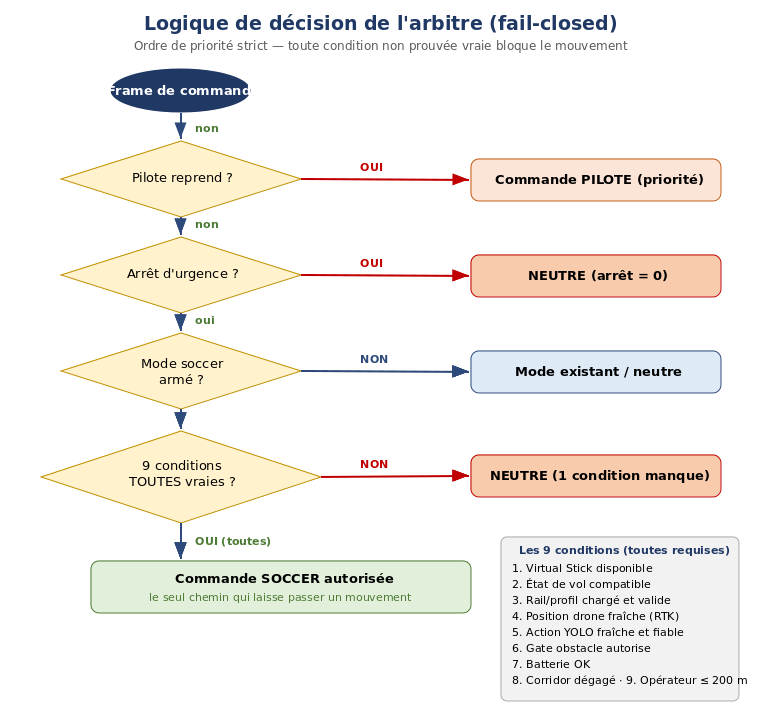 Logique de décision de l'arbitre (fail-closed)
Ordre de priorité strict — toute condition non prouvée vraie bloque le mouvement
Frame de command
non
Pilote reprend ?
OUI
Commande PILOTE (priorité)
non
Arrêt d'urgence ?
OUI
NEUTRE (arrêt = 0)
oui
Mode soccer
armé ?
NON
Mode existant / neutre
9 conditions
TOUTES vraies ?
NON
NEUTRE (1 condition manque)
OUI (toutes)
Commande SOCCER autorisée
le seul chemin qui laisse passer un mouvement
Les 9 conditions (toutes requises)
1. Virtual Stick disponible
2. État de vol compatible
3. Rail/profil chargé et valide
4. Position drone fraîche (RTK)
5. Action YOLO fraîche et fiable
6. Gate obstacle autorise
7. Batterie OK
8. Corridor dégagé · 9. Opérateur ≤ 200 m